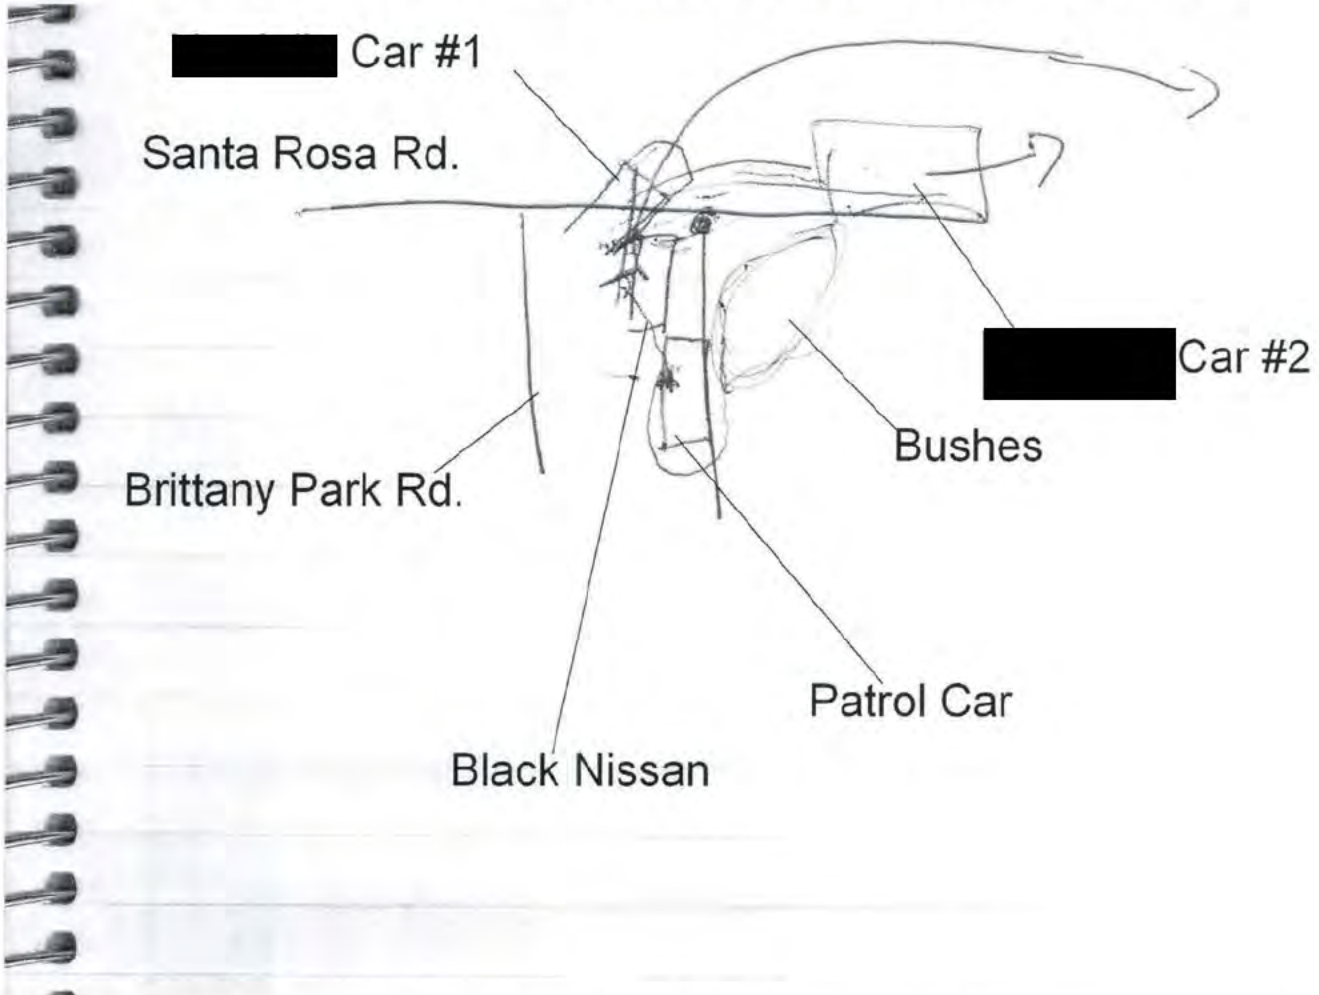 Car #1
Santa Rosa Rd.
Car #2
Bushes
Brittany Park Rd.
Patrol Car
Black Nissan